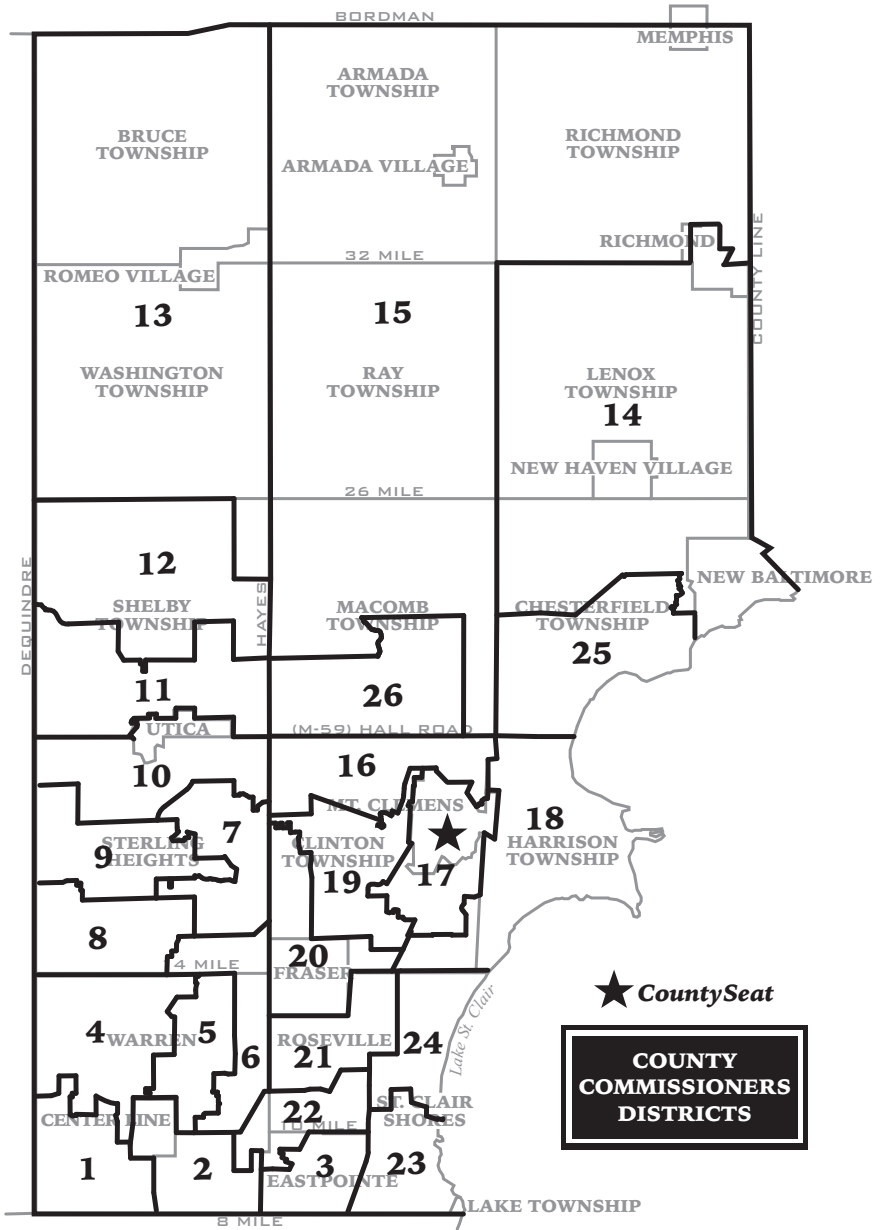 BORDMAN
MEMPHIS
ARMADA
TOWNSHIP
BRUCE
TOWNSHIP
RICHMOND
TOWNSHIP
ARMADA VILLAGE
COUNTY LINE
RICHMOND
32 MILE
ROMEO VILLAGE
13
15
WASHINGTON
TOWNSHIP
RAY
TOWNSHIP
LENOX
TOWNSHIP
14
NEW HAVEN VILLAGE
26 MILE
DEQUINDRE
12
HAYES
NEW BALTIMORE
SHELBY
TOWNSHIP
MACOMB
TOWNSHIP
CHESTERFIELD
TOWNSHIP
25
11
26
UTICA
(M-59) HALL ROAD
10
16
MT. CLEMENS
7
18
9
STERLING
HEIGHTS
CLINTON
TOWNSHIP
HARRISON
TOWNSHIP
19
17
8
20
4 MILE
FRASER
County Seat
Lake St. Clair
4
WARREN
5
6
ROSEVILLE
21
24
COUNTY
COMMISSIONERS
DISTRICTS
CENTER LINE
22
10 MILE
ST. CLAIR
SHORES
1
2
3
23
EASTPOINTE
LAKE TOWNSHIP
8 MILE